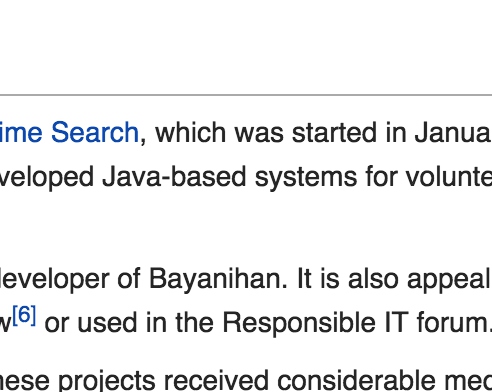 ime Search, which was started in Janua
veloped Java-based systems for volunte
developer of Bayanihan. It is also appeal
w[6] or used in the Responsible IT forum.
hese projects received considerable med